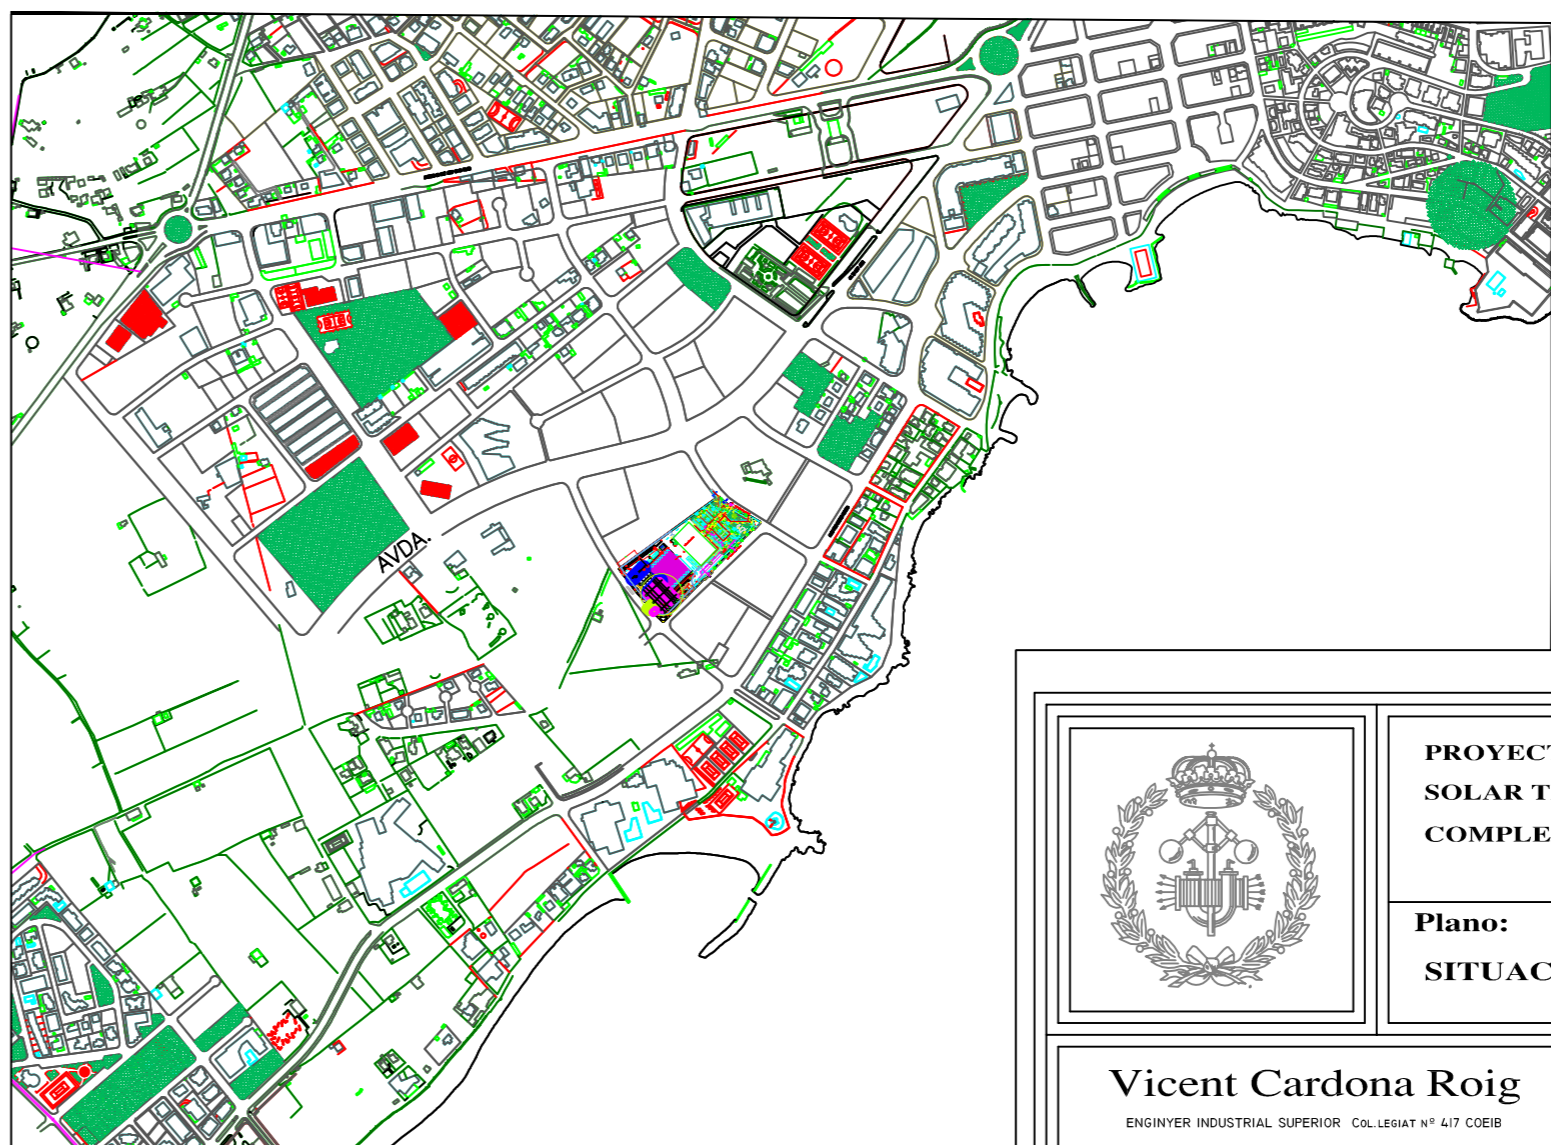 AVDA.
PROYECT
SOLAR T
COMPLE
Plano:
SITUAC
Vicent Cardona Roig
ENGINYER INDUSTRIAL SUPERIOR COL.LEGIAT Nº 417 COEIB